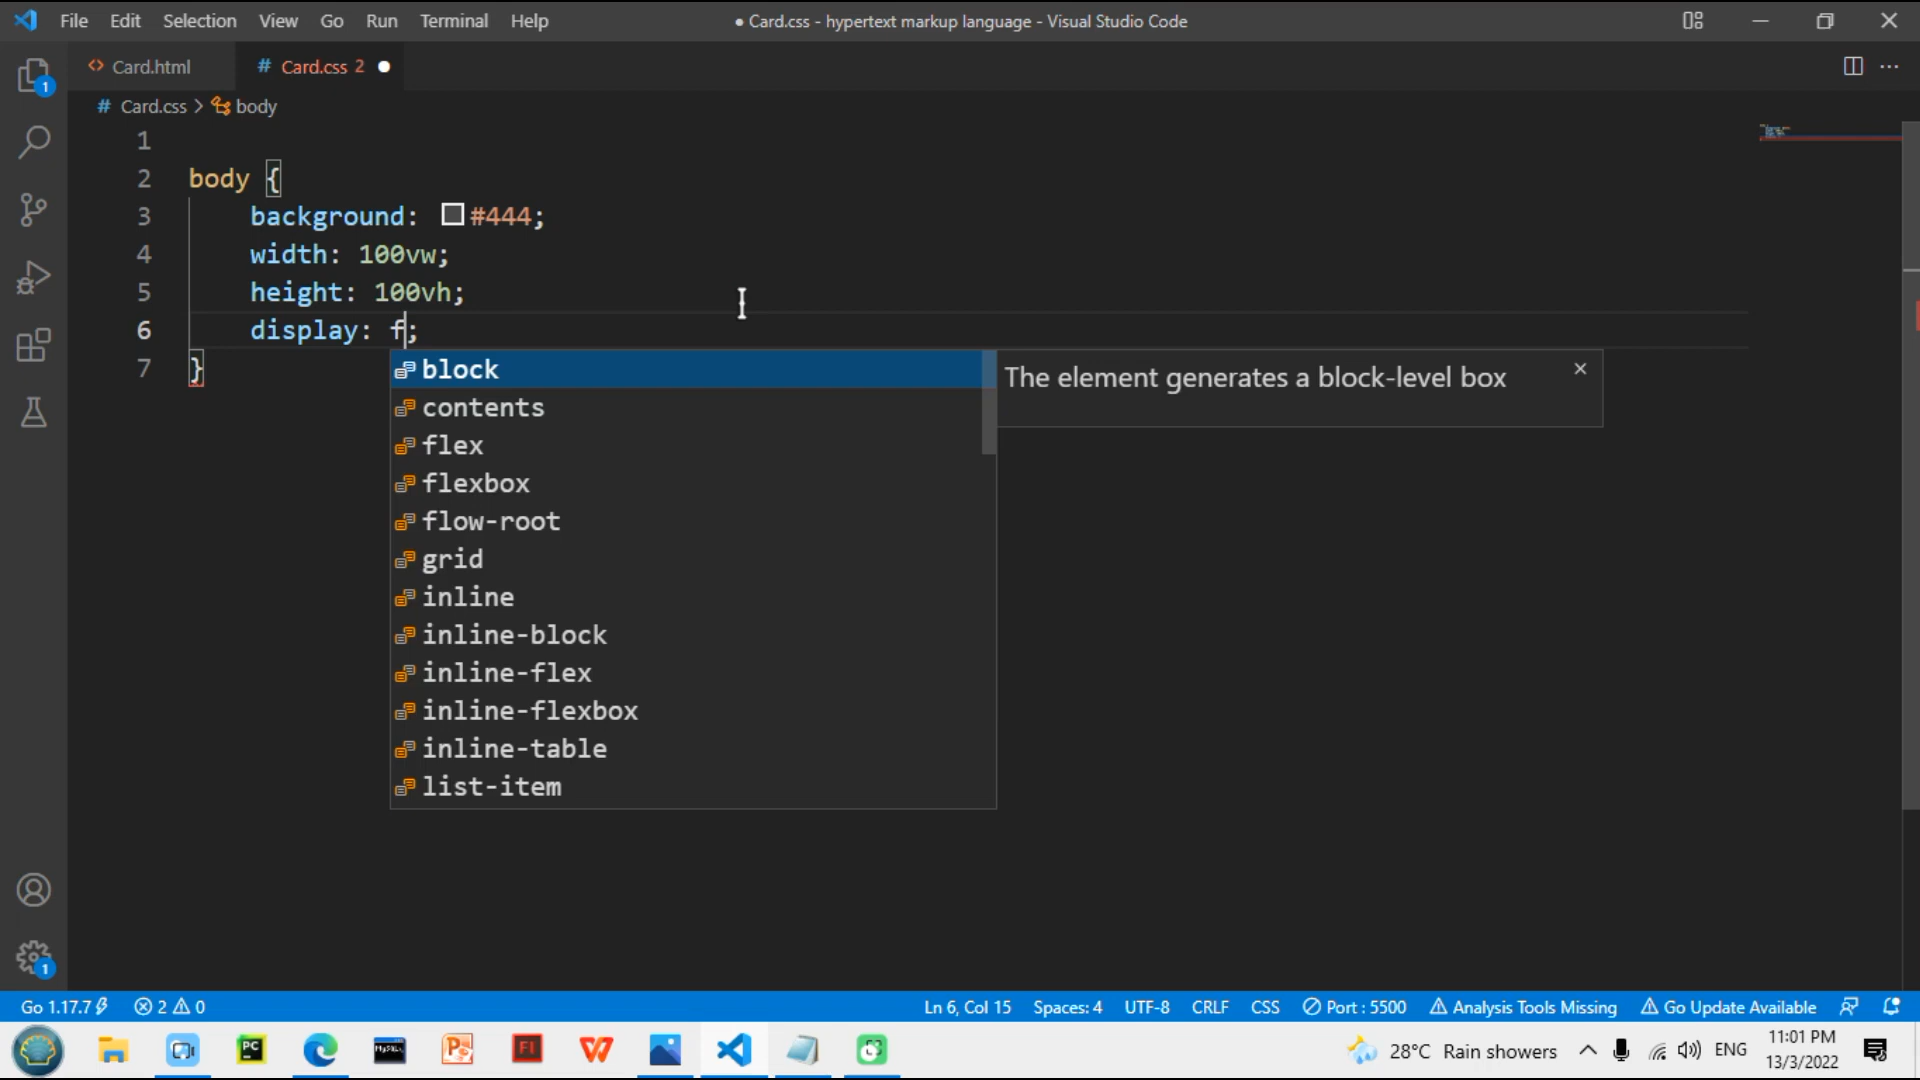 File Edit Selection View Go Run Terminal Help
● Card.css - hypertext markup language - Visual Studio Code
<> Card.html
# Card.css 2 ●
1
# Card.css > body
1
2 body {
3 background: #444;
4 width: 100vw;
5 height: 100vh;
6 display: f;
7 }
block
contents
flex
flexbox
flow-root
grid
inline
inline-block
inline-flex
inline-flexbox
inline-table
list-item
The element generates a block-level box
1
Go 1.17.7
2 0
Ln 6, Col 15 Spaces: 4 UTF-8 CRLF CSS Port : 5500 Analysis Tools Missing Go Update Available
PC
MySQL
P
Fl
W
28°C Rain showers
ENG
11:01 PM
13/3/2022